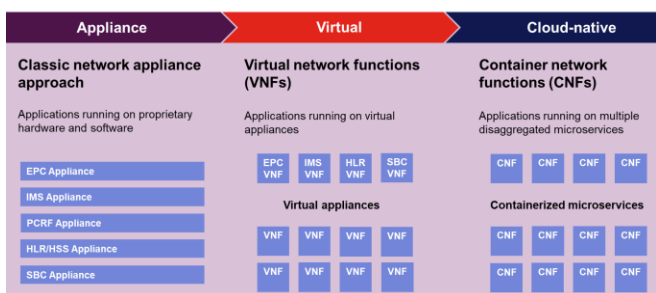 Appliance
Virtual
Cloud-native
Classic network appliance
approach
Applications running on proprietary
hardware and software
EPC Appliance
IMS Appliance
PCRF Appliance
HLR/HSS Appliance
SBC Appliance
Virtual network functions
(VNFs)
Applications running on virtual
appliances
EPC IMS HLR SBC
VNF VNF VNF VNF
Virtual appliances
VNF VNF VNF VNF
VNF VNF VNF VNF
Container network
functions (CNFs)
Applications running on multiple
disaggregated microservices
CNF CNF CNF CNF
Containerized microservices
CNF CNF CNF CNF
CNF CNF CNF CNF